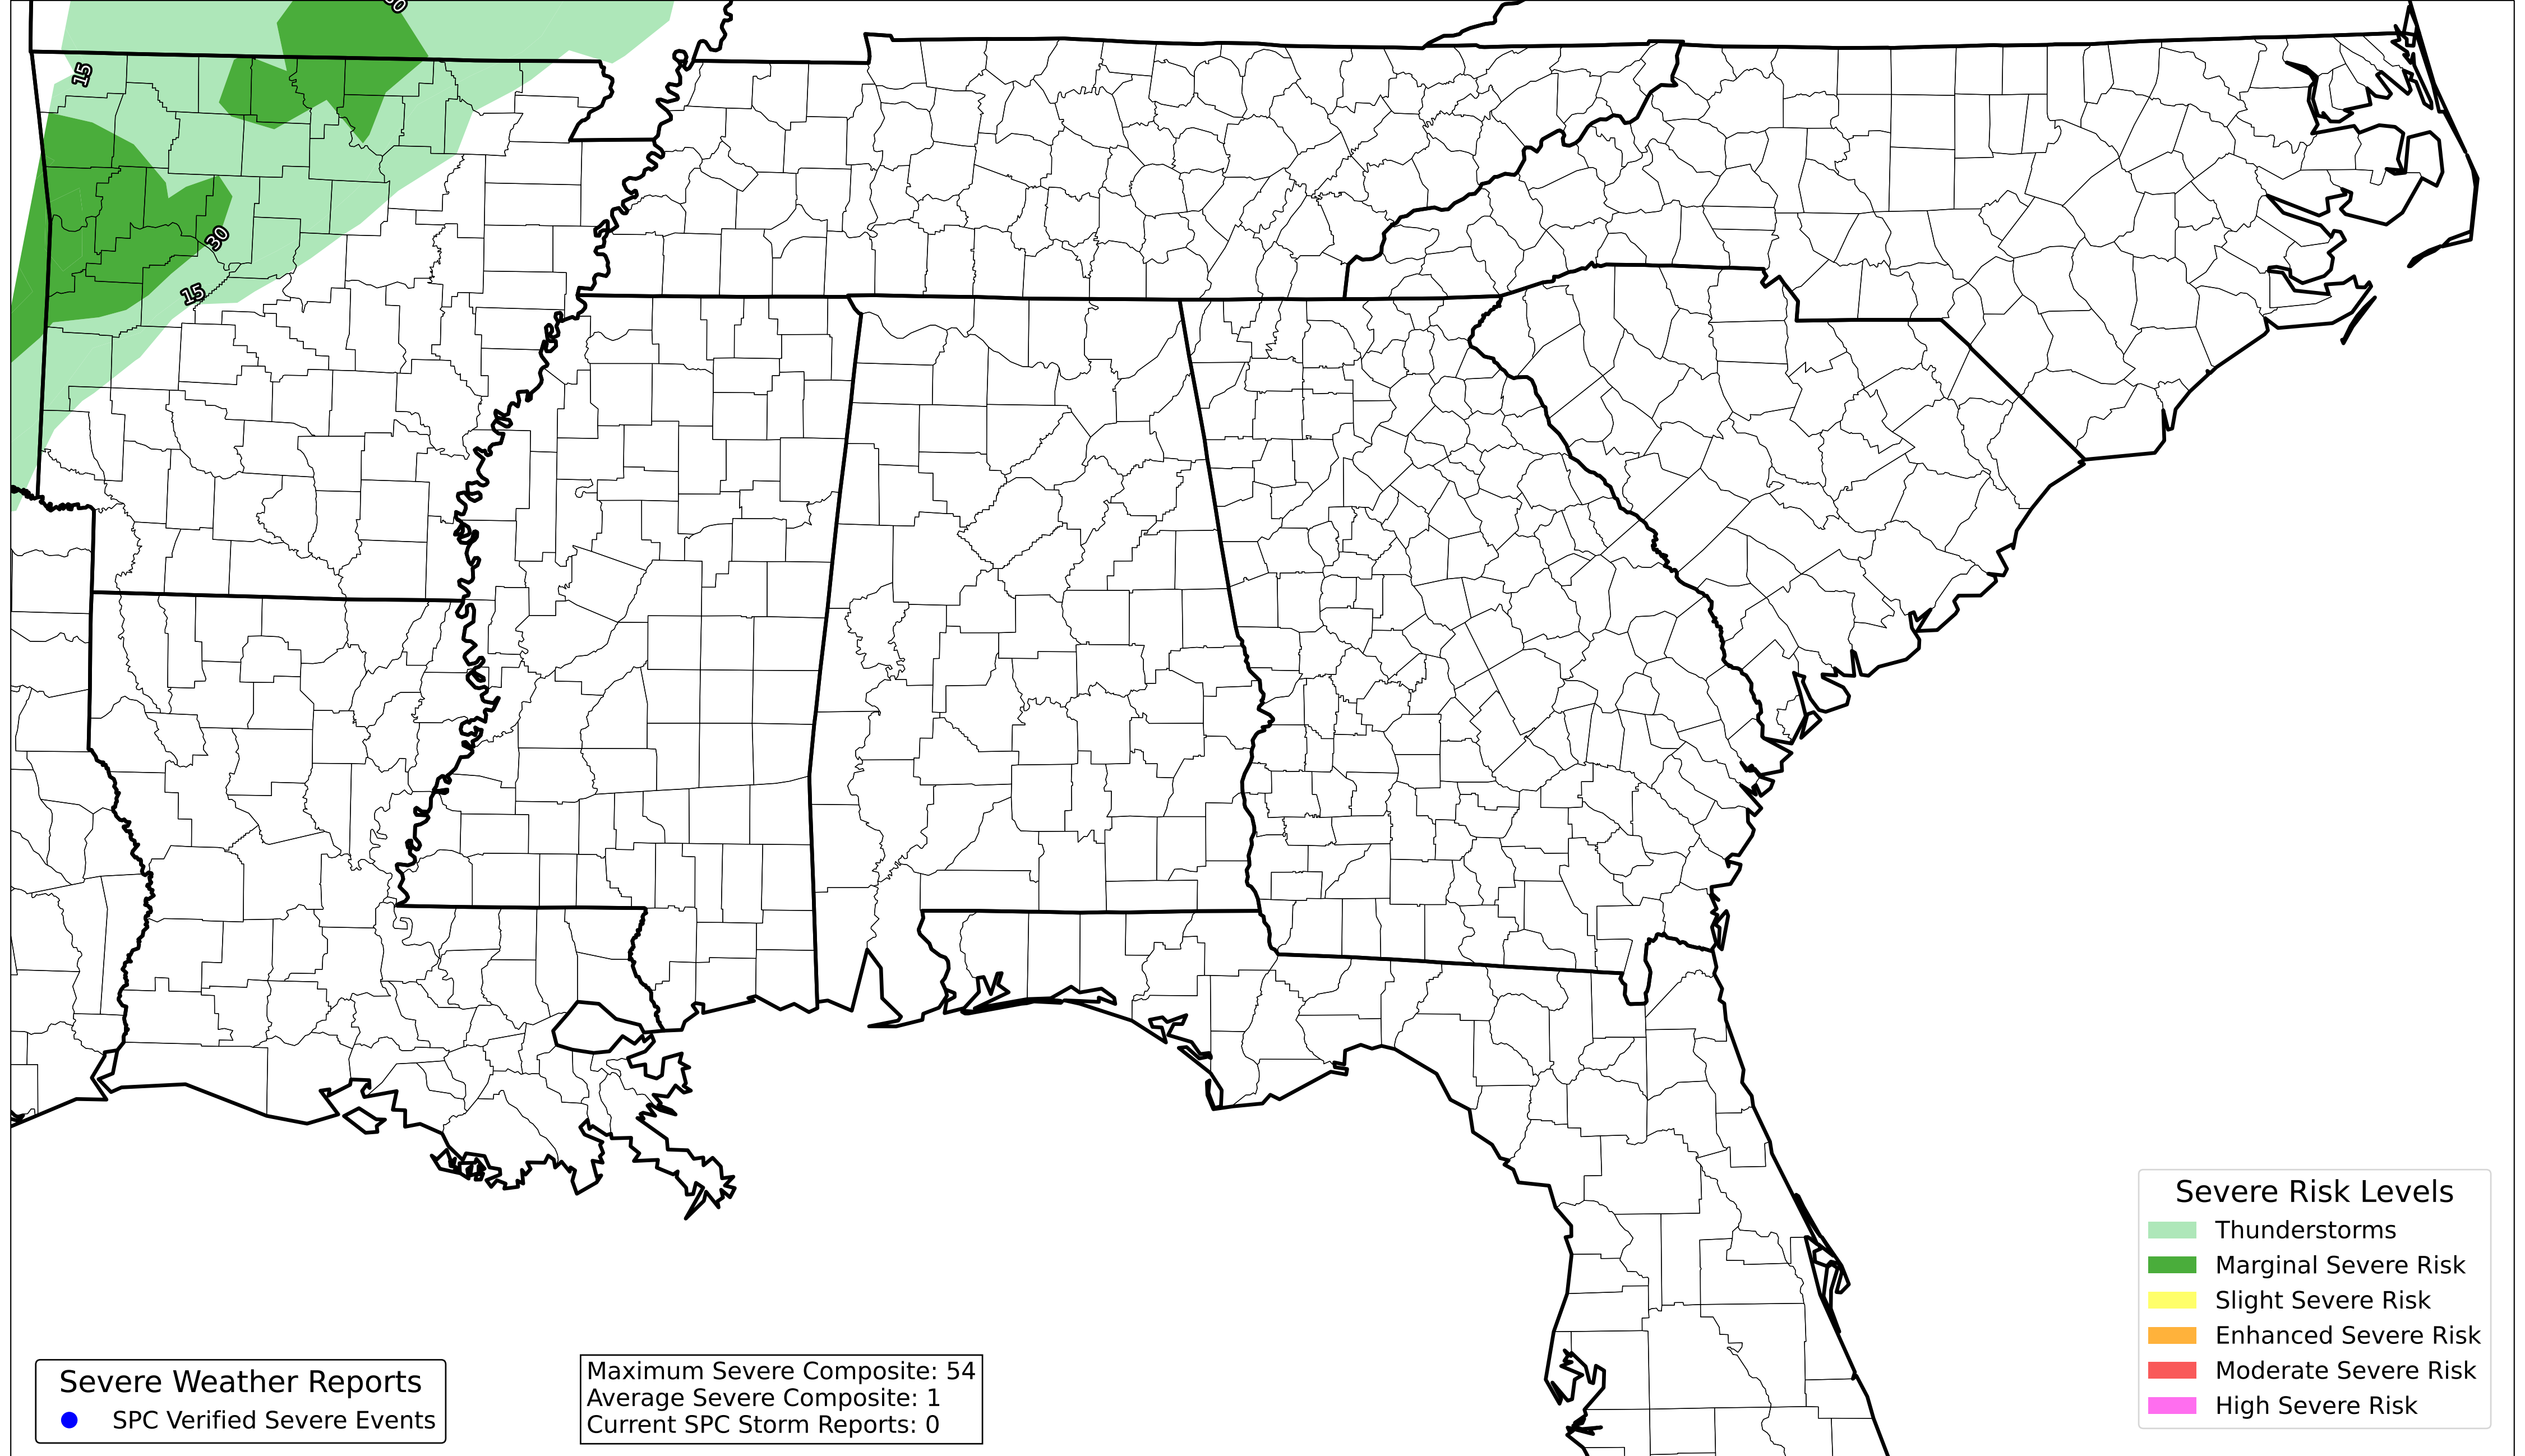 15
30
15
Severe Risk Levels
Thunderstorms
Marginal Severe Risk
Slight Severe Risk
Enhanced Severe Risk
Moderate Severe Risk
High Severe Risk
Severe Weather Reports
SPC Verified Severe Events
Maximum Severe Composite: 54
Average Severe Composite: 1
Current SPC Storm Reports: 0